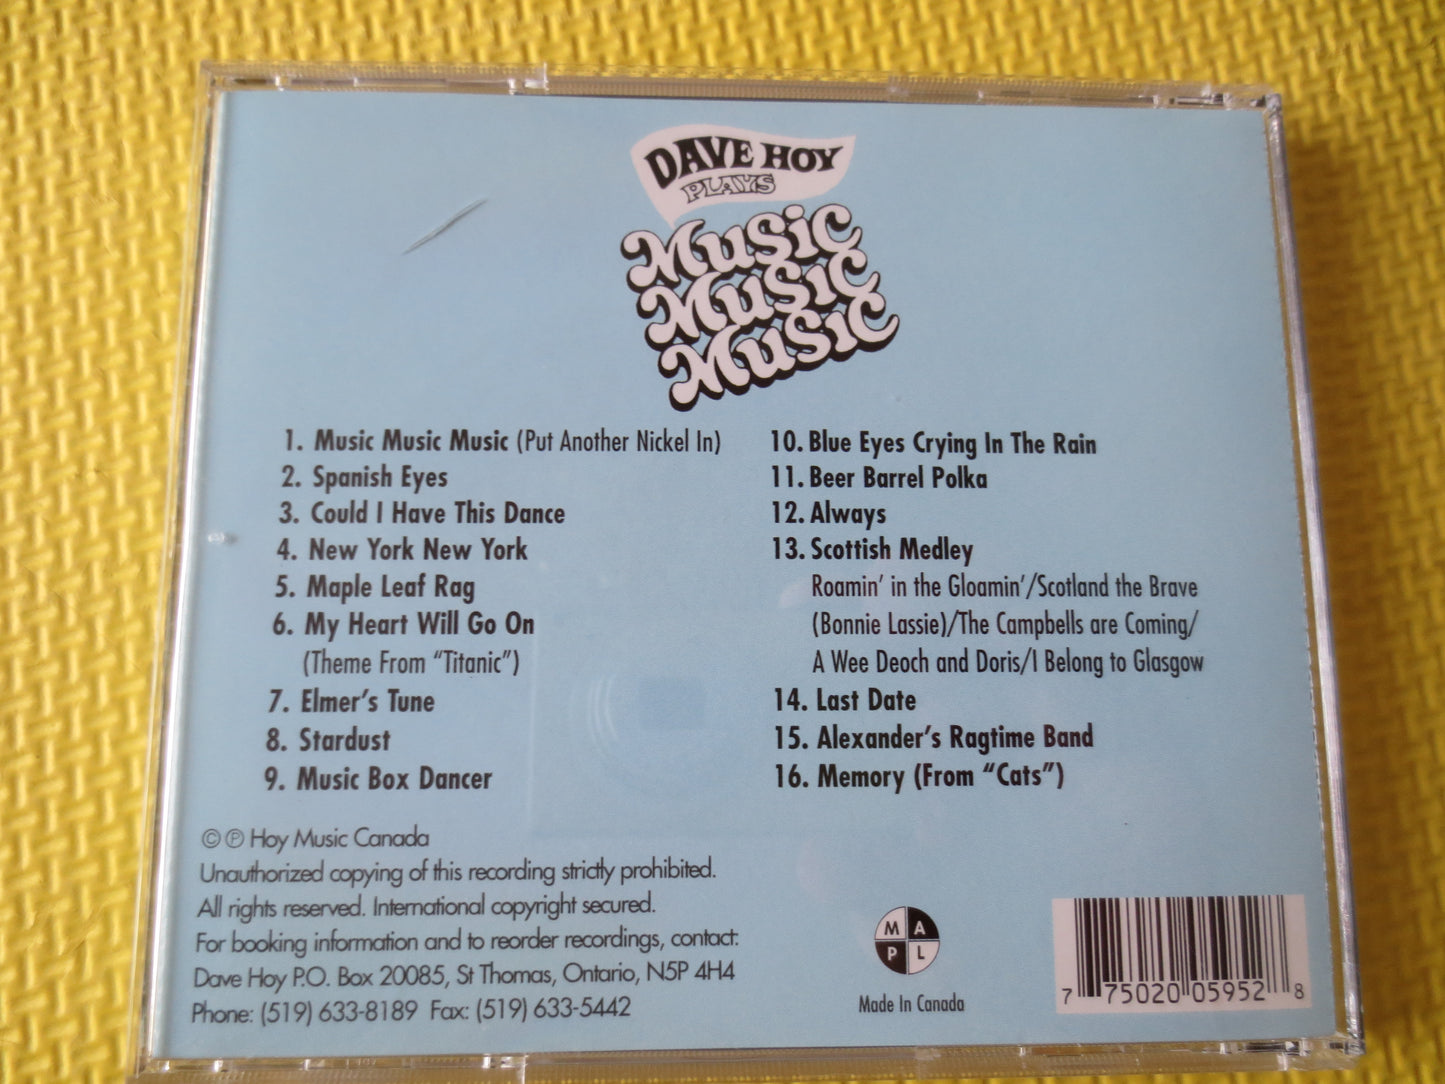 DAVE HOY
PLAYS
Music
Music
Music
1. Music Music Music (Put Another Nickel In)
2. Spanish Eyes
3. Could I Have This Dance
4. New York New York
5. Maple Leaf Rag
6. My Heart Will Go On
(Theme From “Titanic”)
7. Elmer’s Tune
8. Stardust
9. Music Box Dancer
10. Blue Eyes Crying In The Rain
11. Beer Barrel Polka
12. Always
13. Scottish Medley
Roamin’ in the Gloamin’/Scotland the Brave
(Bonnie Lassie)/The Campbells are Coming/
A Wee Deoch and Doris/I Belong to Glasgow
14. Last Date
15. Alexander’s Ragtime Band
16. Memory (From “Cats”)
© ℗ Hoy Music Canada
Unauthorized copying of this recording strictly prohibited.
All rights reserved. International copyright secured.
For booking information and to reorder recordings, contact:
Dave Hoy P.O. Box 20085, St Thomas, Ontario, N5P 4H4
Phone: (519) 633-8189 Fax: (519) 633-5442
M A
P L
Made In Canada
7 75020 05952 8